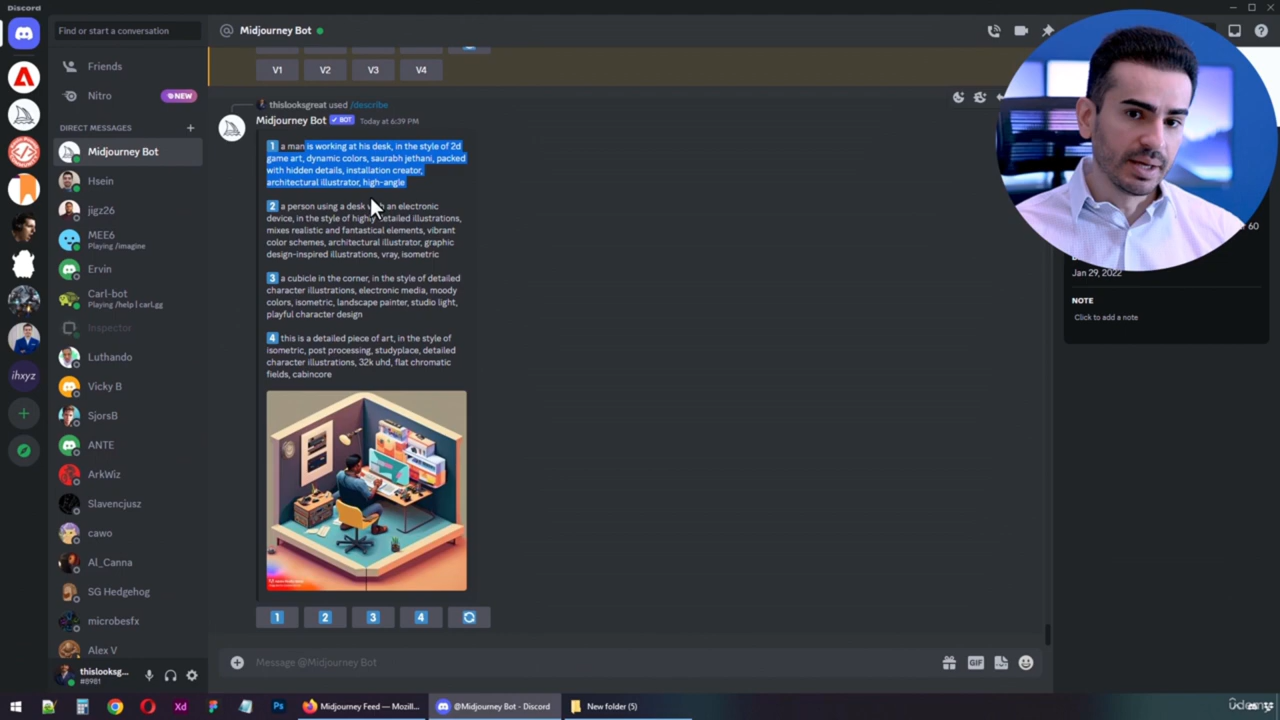 Discord
Find or start a conversation
Midjourney Bot
Friends
Nitro
NEW
DIRECT MESSAGES
Midjourney Bot
Hsein
jigz26
MEE6
Playing /imagine
Ervin
Carl-bot
Playing /help | carl.gg
Inspector
Luthando
Vicky B
SjorsB
ANTE
ArkWiz
Slavencjusz
cawo
Al_Canna
SG Hedgehog
microbesfx
Alex V
ihxyz
thislooksg...
#8981
V1 V2 V3 V4
thislooksgreat used /describe
Midjourney Bot BOT Today at 6:39 PM
1 a man is working at his desk, in the style of 2d
game art, dynamic colors, saurabh jethani, packed
with hidden details, installation creator,
architectural illustrator, high-angle
2 a person using a desk with an electronic
device, in the style of highly detailed illustrations,
mixes realistic and fantastical elements, vibrant
color schemes, architectural illustrator, graphic
design-inspired illustrations, vray, isometric
3 a cubicle in the corner, in the style of detailed
character illustrations, electronic media, moody
colors, isometric, landscape painter, studio light,
playful character design
4 this is a detailed piece of art, in the style of
isometric, post processing, studyplace, detailed
character illustrations, 32k uhd, flat chromatic
fields, cabincore
1 2 3 4
Message @Midjourney Bot
GIF
60
Jan 29, 2022
NOTE
Click to add a note
Xd
Ps
Midjourney Feed — Mozill...
@Midjourney Bot - Discord
New folder (5)